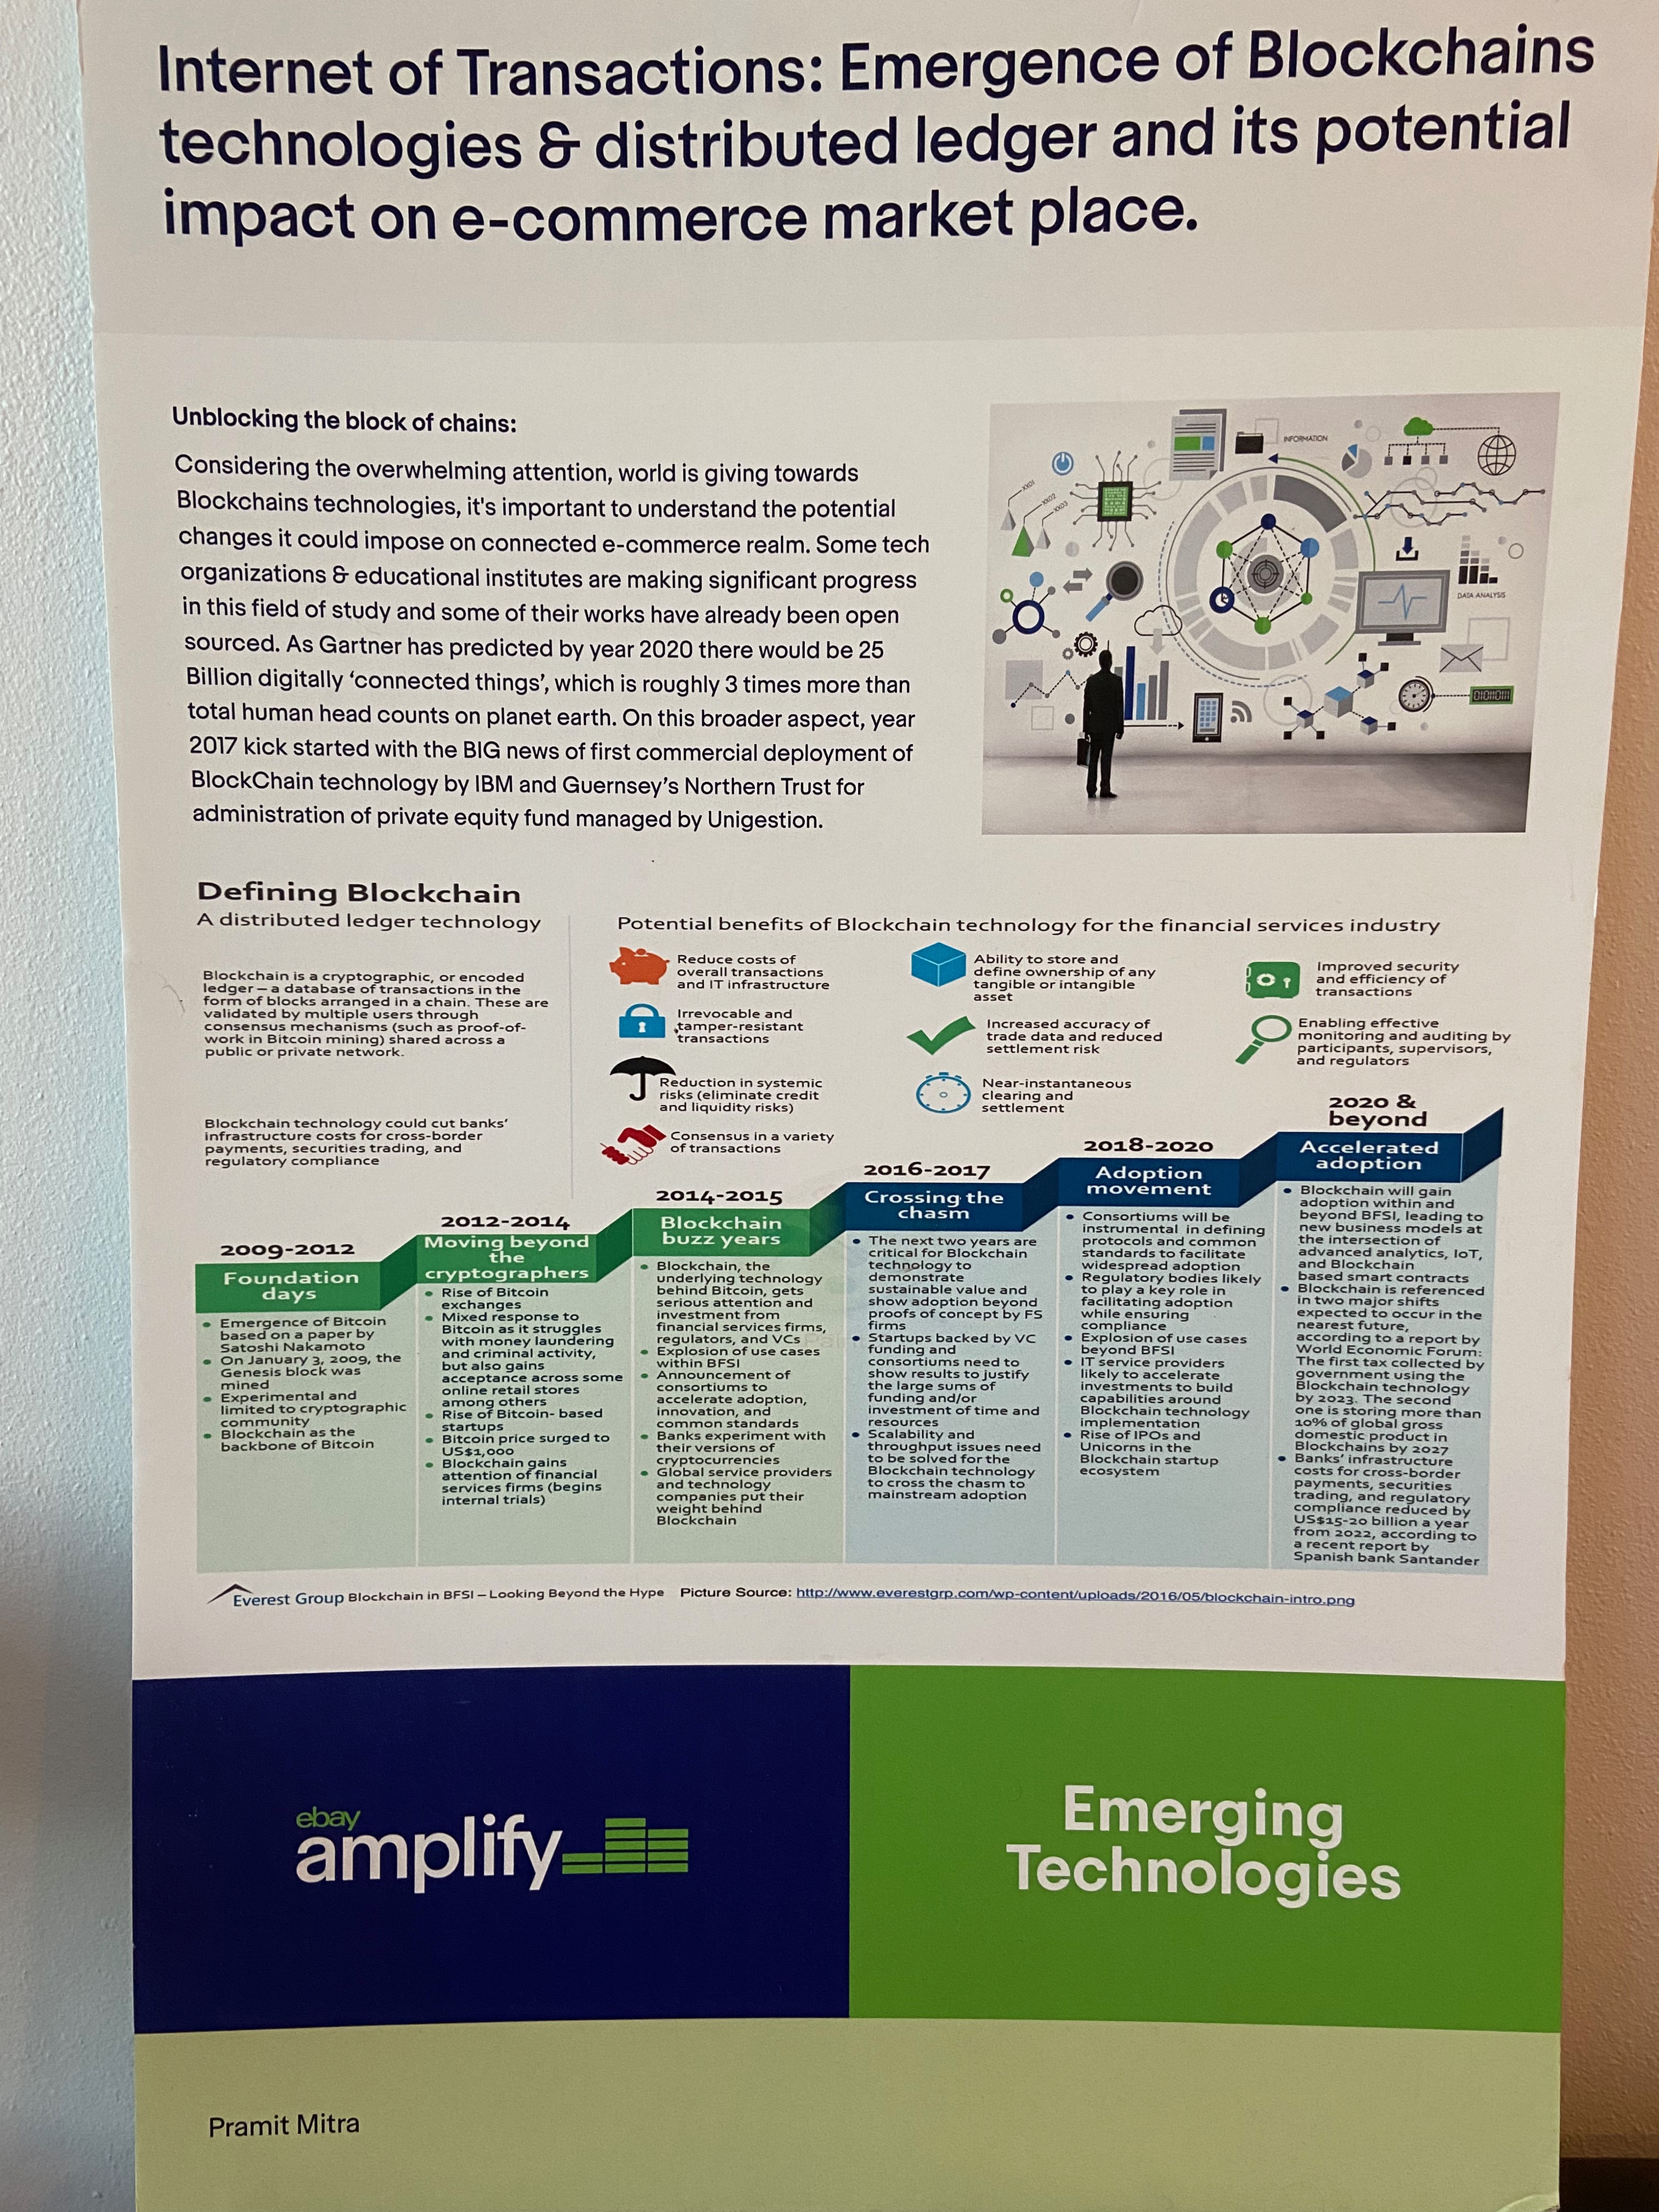 Internet of Transactions: Emergence of Blockchains
technologies & distributed ledger and its potential
impact on e-commerce market place.
Unblocking the block of chains:
Considering the overwhelming attention, world is giving towards
Blockchains technologies, it's important to understand the potential
changes it could impose on connected e-commerce realm. Some tech
organizations & educational institutes are making significant progress
in this field of study and some of their works have already been open
sourced. As Gartner has predicted by year 2020 there would be 25
Billion digitally ‘connected things’, which is roughly 3 times more than
total human head counts on planet earth. On this broader aspect, year
2017 kick started with the BIG news of first commercial deployment of
BlockChain technology by IBM and Guernsey’s Northern Trust for
administration of private equity fund managed by Unigestion.
INFORMATION
XX01
XX02
XX03
DATA ANALYSIS
01011011
Defining Blockchain
A distributed ledger technology
Blockchain is a cryptographic, or encoded
ledger – a database of transactions in the
form of blocks arranged in a chain. These are
validated by multiple users through
consensus mechanisms (such as proof-of-
work in Bitcoin mining) shared across a
public or private network.
Blockchain technology could cut banks’
infrastructure costs for cross-border
payments, securities trading, and
regulatory compliance
Potential benefits of Blockchain technology for the financial services industry
Reduce costs of
overall transactions
and IT infrastructure
Irrevocable and
tamper-resistant
transactions
Reduction in systemic
risks (eliminate credit
and liquidity risks)
Consensus in a variety
of transactions
Ability to store and
define ownership of any
tangible or intangible
asset
Increased accuracy of
trade data and reduced
settlement risk
Near-instantaneous
clearing and
settlement
Improved security
and efficiency of
transactions
Enabling effective
monitoring and auditing by
participants, supervisors,
and regulators
2009-2012
Foundation
days
• Emergence of Bitcoin
based on a paper by
Satoshi Nakamoto
• On January 3, 2009, the
Genesis block was
mined
• Experimental and
limited to cryptographic
community
• Blockchain as the
backbone of Bitcoin
2012-2014
Moving beyond
the
cryptographers
• Rise of Bitcoin
exchanges
• Mixed response to
Bitcoin as it struggles
with money laundering
and criminal activity,
but also gains
acceptance across some
online retail stores
among others
• Rise of Bitcoin- based
startups
• Bitcoin price surged to
US$1,000
• Blockchain gains
attention of financial
services firms (begins
internal trials)
2014-2015
Blockchain
buzz years
• Blockchain, the
underlying technology
behind Bitcoin, gets
serious attention and
investment from
financial services firms,
regulators, and VCs
• Explosion of use cases
within BFSI
• Announcement of
consortiums to
accelerate adoption,
innovation, and
common standards
• Banks experiment with
their versions of
cryptocurrencies
• Global service providers
and technology
companies put their
weight behind
Blockchain
2016-2017
Crossing the
chasm
• The next two years are
critical for Blockchain
technology to
demonstrate
sustainable value and
show adoption beyond
proofs of concept by FS
firms
• Startups backed by VC
funding and
consortiums need to
show results to justify
the large sums of
funding and/or
investment of time and
resources
• Scalability and
throughput issues need
to be solved for the
Blockchain technology
to cross the chasm to
mainstream adoption
2018-2020
Adoption
movement
• Consortiums will be
instrumental in defining
protocols and common
standards to facilitate
widespread adoption
• Regulatory bodies likely
to play a key role in
facilitating adoption
while ensuring
compliance
• Explosion of use cases
beyond BFSI
• IT service providers
likely to accelerate
investments to build
capabilities around
Blockchain technology
implementation
• Rise of IPOs and
Unicorns in the
Blockchain startup
ecosystem
2020 &
beyond
Accelerated
adoption
• Blockchain will gain
adoption within and
beyond BFSI, leading to
new business models at
the intersection of
advanced analytics, IoT,
and Blockchain
based smart contracts
• Blockchain is referenced
in two major shifts
expected to occur in the
nearest future,
according to a report by
World Economic Forum:
The first tax collected by
government using the
Blockchain technology
by 2023. The second
one is storing more than
10% of global gross
domestic product in
Blockchains by 2027
• Banks’ infrastructure
costs for cross-border
payments, securities
trading, and regulatory
compliance reduced by
US$15-20 billion a year
from 2022, according to
a recent report by
Spanish bank Santander
Everest Group Blockchain in BFSI – Looking Beyond the Hype Picture Source: http://www.everestgrp.com/wp-content/uploads/2016/05/blockchain-intro.png
ebay
amplify
Emerging
Technologies
Pramit Mitra